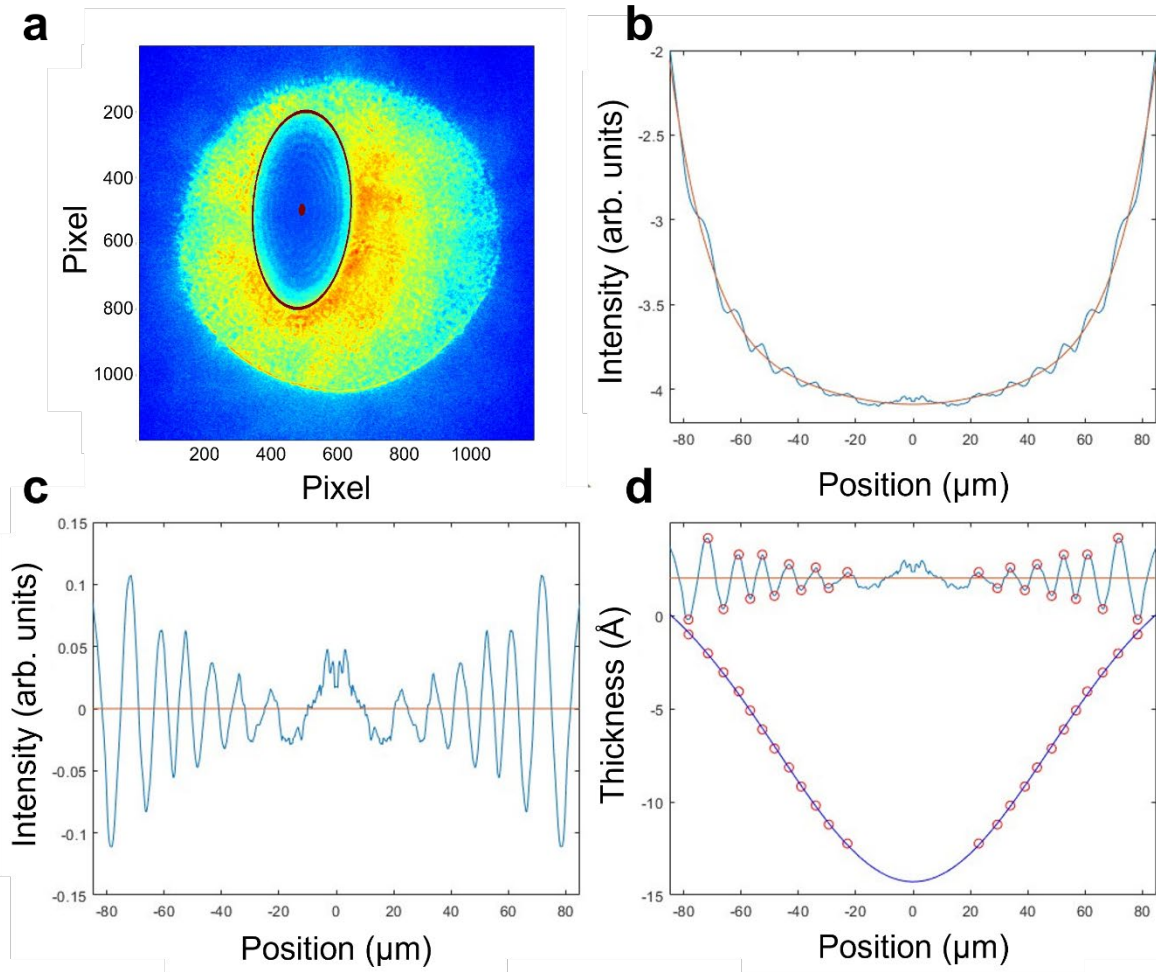 a
200
400
600
800
1000
Pixel
200 400 600 800 1000
Pixel
b
-2
-2.5
-3
-3.5
-4
Intensity (arb. units)
-80 -60 -40 -20 0 20 40 60 80
Position (µm)
c
0.15
0.1
0.05
0
-0.05
-0.1
-0.15
Intensity (arb. units)
-80 -60 -40 -20 0 20 40 60 80
Position (µm)
d
0
-5
-10
-15
Thickness (Å)
-80 -60 -40 -20 0 20 40 60 80
Position (µm)